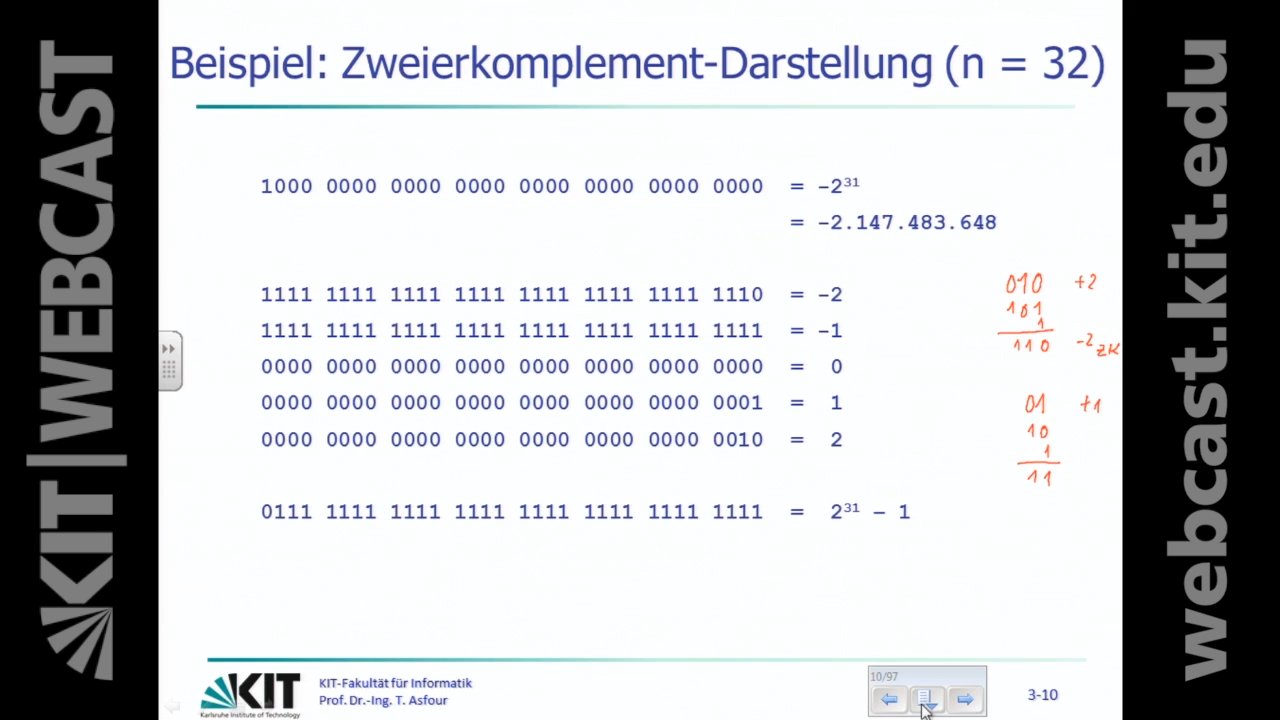 KIT|WEBCAST
Beispiel: Zweierkomplement-Darstellung (n = 32)
1000 0000 0000 0000 0000 0000 0000 0000 = -2³¹
= -2.147.483.648
1111 1111 1111 1111 1111 1111 1111 1110 = -2
1111 1111 1111 1111 1111 1111 1111 1111 = -1
0000 0000 0000 0000 0000 0000 0000 0000 = 0
0000 0000 0000 0000 0000 0000 0000 0001 = 1
0000 0000 0000 0000 0000 0000 0000 0010 = 2
0111 1111 1111 1111 1111 1111 1111 1111 = 2³¹ – 1
010 +2
101
1
110 -2 ZK
01 +1
10
1
11
KIT
Karlsruhe Institute of Technology
KIT-Fakultät für Informatik
Prof. Dr.-Ing. T. Asfour
10/97
3-10
webcast.kit.edu